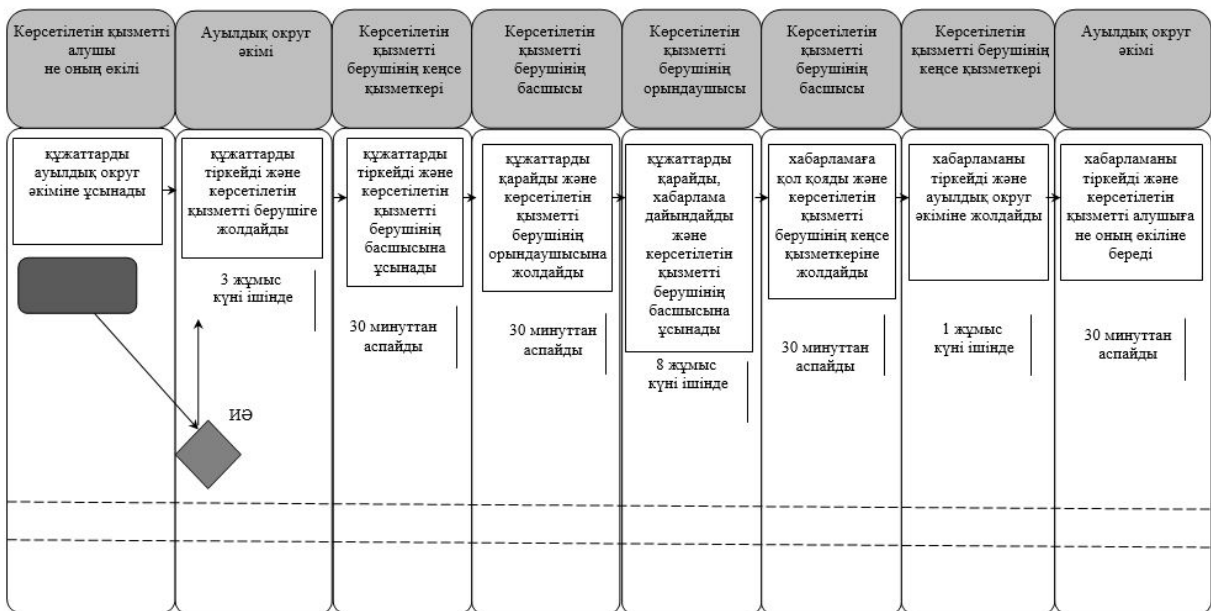 Көрсетілетін қызметті
алушы
не оның өкілі
Ауылдық округ
әкімі
Көрсетілетін
қызметті
берушінің кеңсе
қызметкері
Көрсетілетін
қызметті
берушінің
басшысы
Көрсетілетін
қызметті
берушінің
орындаушысы
Көрсетілетін
қызметті
берушінің
басшысы
Көрсетілетін
қызметті берушінің
кеңсе қызметкері
Ауылдық округ
әкімі
құжаттарды
ауылдық округ
әкіміне ұсынады
құжаттарды
тіркейді және
көрсетілетін
қызметті берушіге
жолдайды
3 жұмыс
күні ішінде
ИӘ
құжаттарды
тіркейді және
көрсетілетін
қызметті
берушінің
басшысына
ұсынады
30 минуттан
аспайды
құжаттарды
қарайды және
көрсетілетін
қызметті
берушінің
орындаушысына
жолдайды
30 минуттан
аспайды
құжаттарды
қарайды,
хабарлама
дайындайды
және
көрсетілетін
қызметті
берушінің
басшысына
ұсынады
8 жұмыс
күні ішінде
хабарламаға
қол қояды және
көрсетілетін
қызметті
берушінің кеңсе
қызметкеріне
жолдайды
30 минуттан
аспайды
хабарламаны
тіркейді және
ауылдық округ
әкіміне жолдайды
1 жұмыс
күні ішінде
хабарламаны
тіркейді және
көрсетілетін
қызметті алушыға
не оның өкіліне
береді
30 минуттан
аспайды